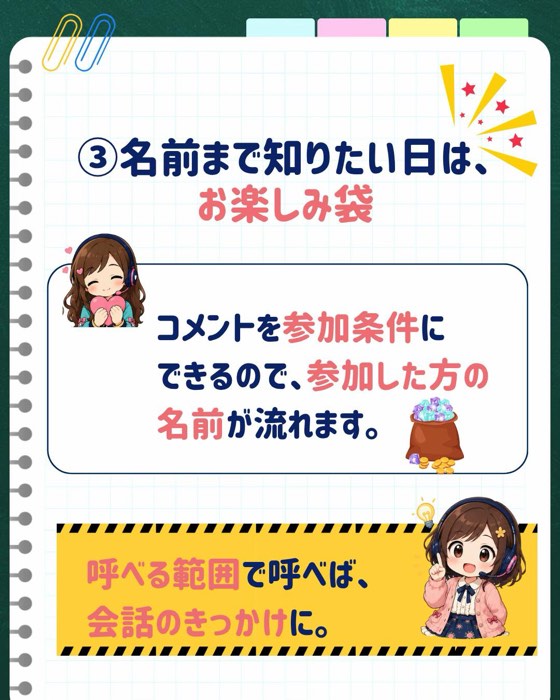 ③名前まで知りたい日は、
お楽しみ袋
コメントを参加条件に
できるので、参加した方の
名前が流れます。
呼べる範囲で呼べば、
会話のきっかけに。